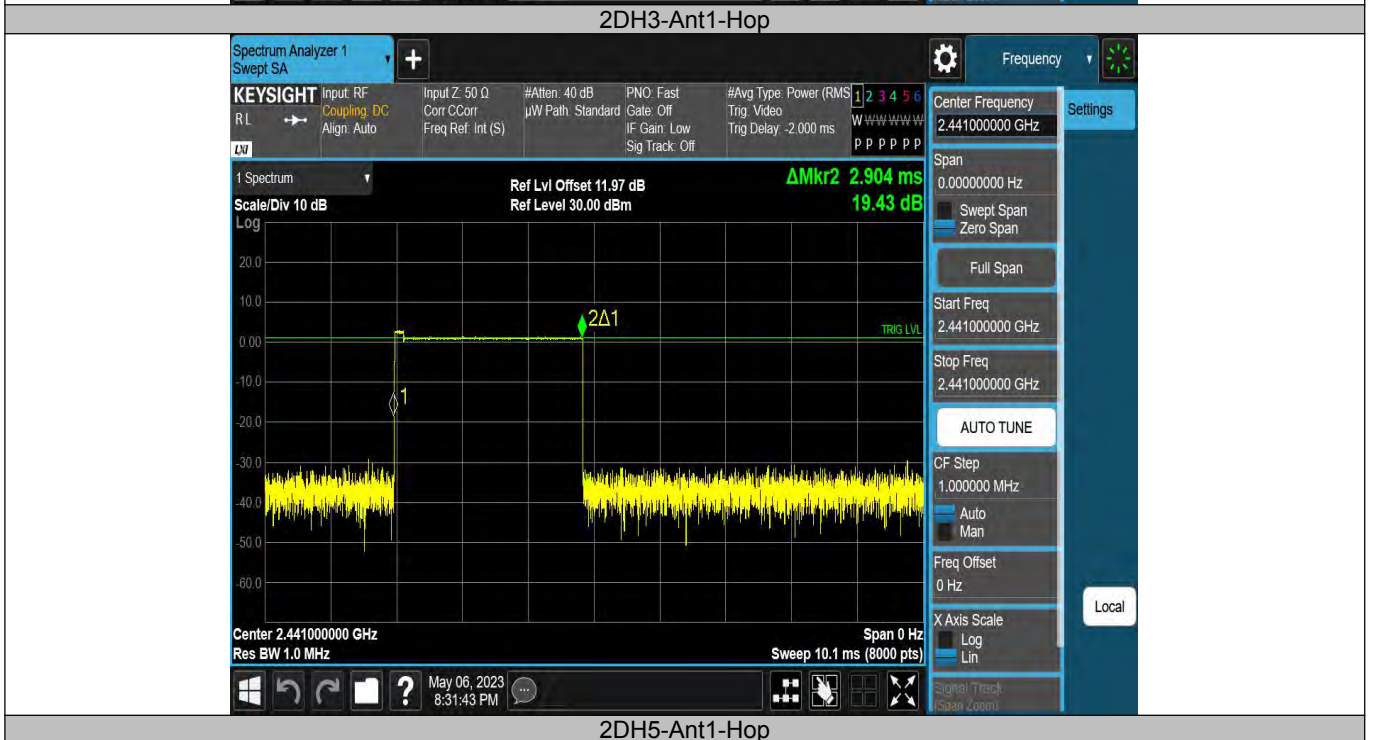 2DH3-Ant1-Hop
Spectrum Analyzer 1
Swept SA
+
Frequency
KEYSIGHT
RL
LXI
Input: RF
Coupling: DC
Align: Auto
Input Z: 50 Ω
Corr CCorr
Freq Ref: Int (S)
#Atten: 40 dB
µW Path: Standard
PNO: Fast
Gate: Off
IF Gain: Low
Sig Track: Off
#Avg Type: Power (RMS
Trig: Video
Trig Delay: -2.000 ms
1 2 3 4 5 6
W W W W W W
P P P P P P
1 Spectrum
Scale/Div 10 dB
Log
Ref Lvl Offset 11.97 dB
Ref Level 30.00 dBm
ΔMkr2 2.904 ms
19.43 dB
20.0
10.0
0.00
-10.0
-20.0
-30.0
-40.0
-50.0
-60.0
2Δ1
1
TRIG LVL
Center 2.441000000 GHz
Res BW 1.0 MHz
Span 0 Hz
Sweep 10.1 ms (8000 pts)
Center Frequency
2.441000000 GHz
Settings
Span
0.00000000 Hz
Swept Span
Zero Span
Full Span
Start Freq
2.441000000 GHz
Stop Freq
2.441000000 GHz
AUTO TUNE
CF Step
1.000000 MHz
Auto
Man
Freq Offset
0 Hz
X Axis Scale
Log
Lin
Local
Signal Track
(Span Zoom)
?
May 06, 2023
8:31:43 PM
2DH5-Ant1-Hop